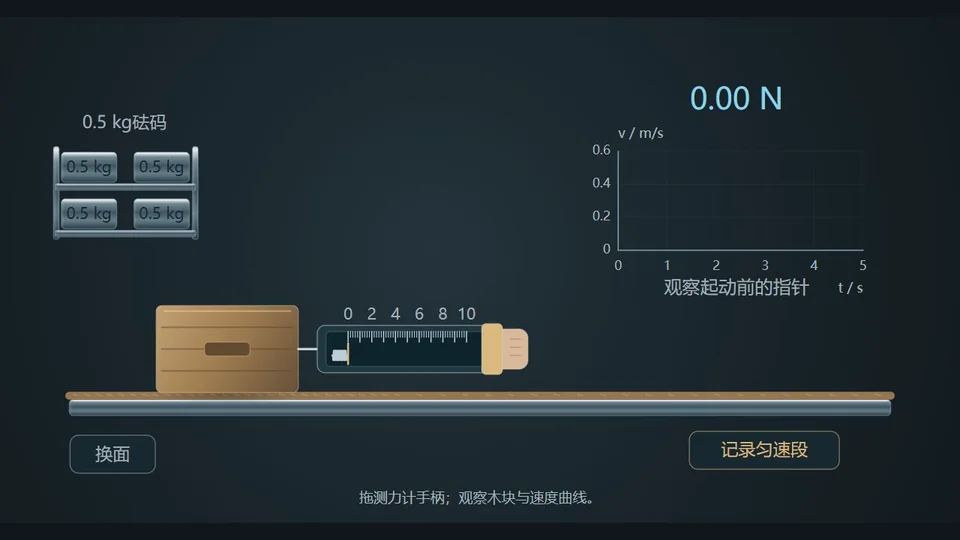 0.00 N
0.5 kg砝码
v / m/s
0.6
0.4
0.2
0
0 1 2 3 4 5
观察起动前的指针 t / s
0.5 kg 0.5 kg
0.5 kg 0.5 kg
0 2 4 6 8 10
换面
记录匀速段
拖测力计手柄；观察木块与速度曲线。